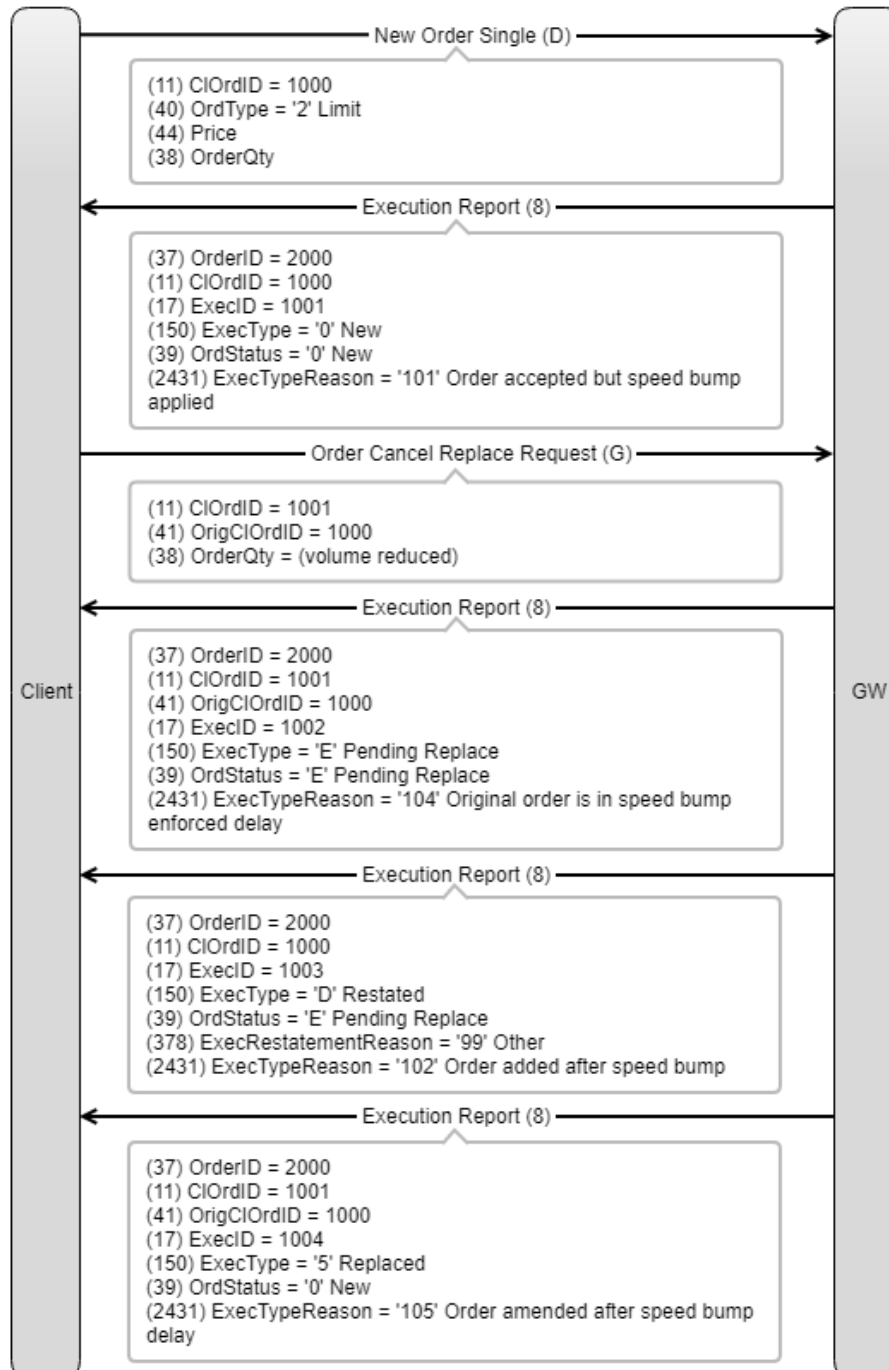 New Order Single (D)
(11) ClOrdID = 1000
(40) OrdType = '2' Limit
(44) Price
(38) OrderQty
Execution Report (8)
(37) OrderID = 2000
(11) ClOrdID = 1000
(17) ExecID = 1001
(150) ExecType = '0' New
(39) OrdStatus = '0' New
(2431) ExecTypeReason = '101' Order accepted but speed bump
applied
Order Cancel Replace Request (G)
(11) ClOrdID = 1001
(41) OrigClOrdID = 1000
(38) OrderQty = (volume reduced)
Execution Report (8)
(37) OrderID = 2000
(11) ClOrdID = 1001
(41) OrigClOrdID = 1000
(17) ExecID = 1002
(150) ExecType = 'E' Pending Replace
(39) OrdStatus = 'E' Pending Replace
(2431) ExecTypeReason = '104' Original order is in speed bump
enforced delay
Client
GW
Execution Report (8)
(37) OrderID = 2000
(11) ClOrdID = 1000
(17) ExecID = 1003
(150) ExecType = 'D' Restated
(39) OrdStatus = 'E' Pending Replace
(378) ExecRestatementReason = '99' Other
(2431) ExecTypeReason = '102' Order added after speed bump
Execution Report (8)
(37) OrderID = 2000
(11) ClOrdID = 1001
(41) OrigClOrdID = 1000
(17) ExecID = 1004
(150) ExecType = '5' Replaced
(39) OrdStatus = '0' New
(2431) ExecTypeReason = '105' Order amended after speed bump
delay